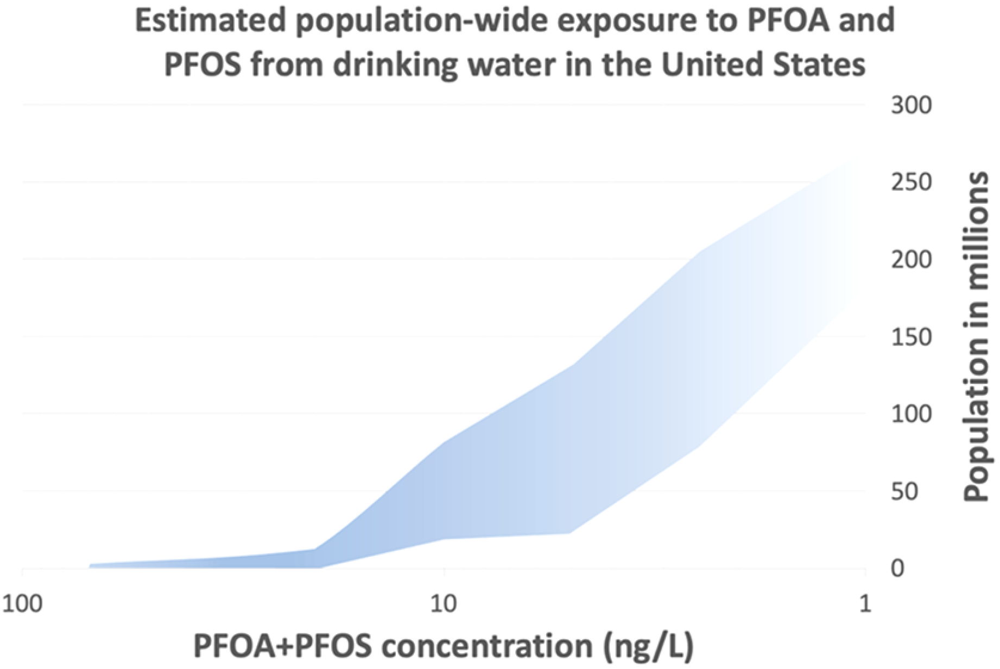 Estimated population-wide exposure to PFOA and
PFOS from drinking water in the United States
300
250
200
150
100
50
0
Population in millions
100 10 1
PFOA+PFOS concentration (ng/L)